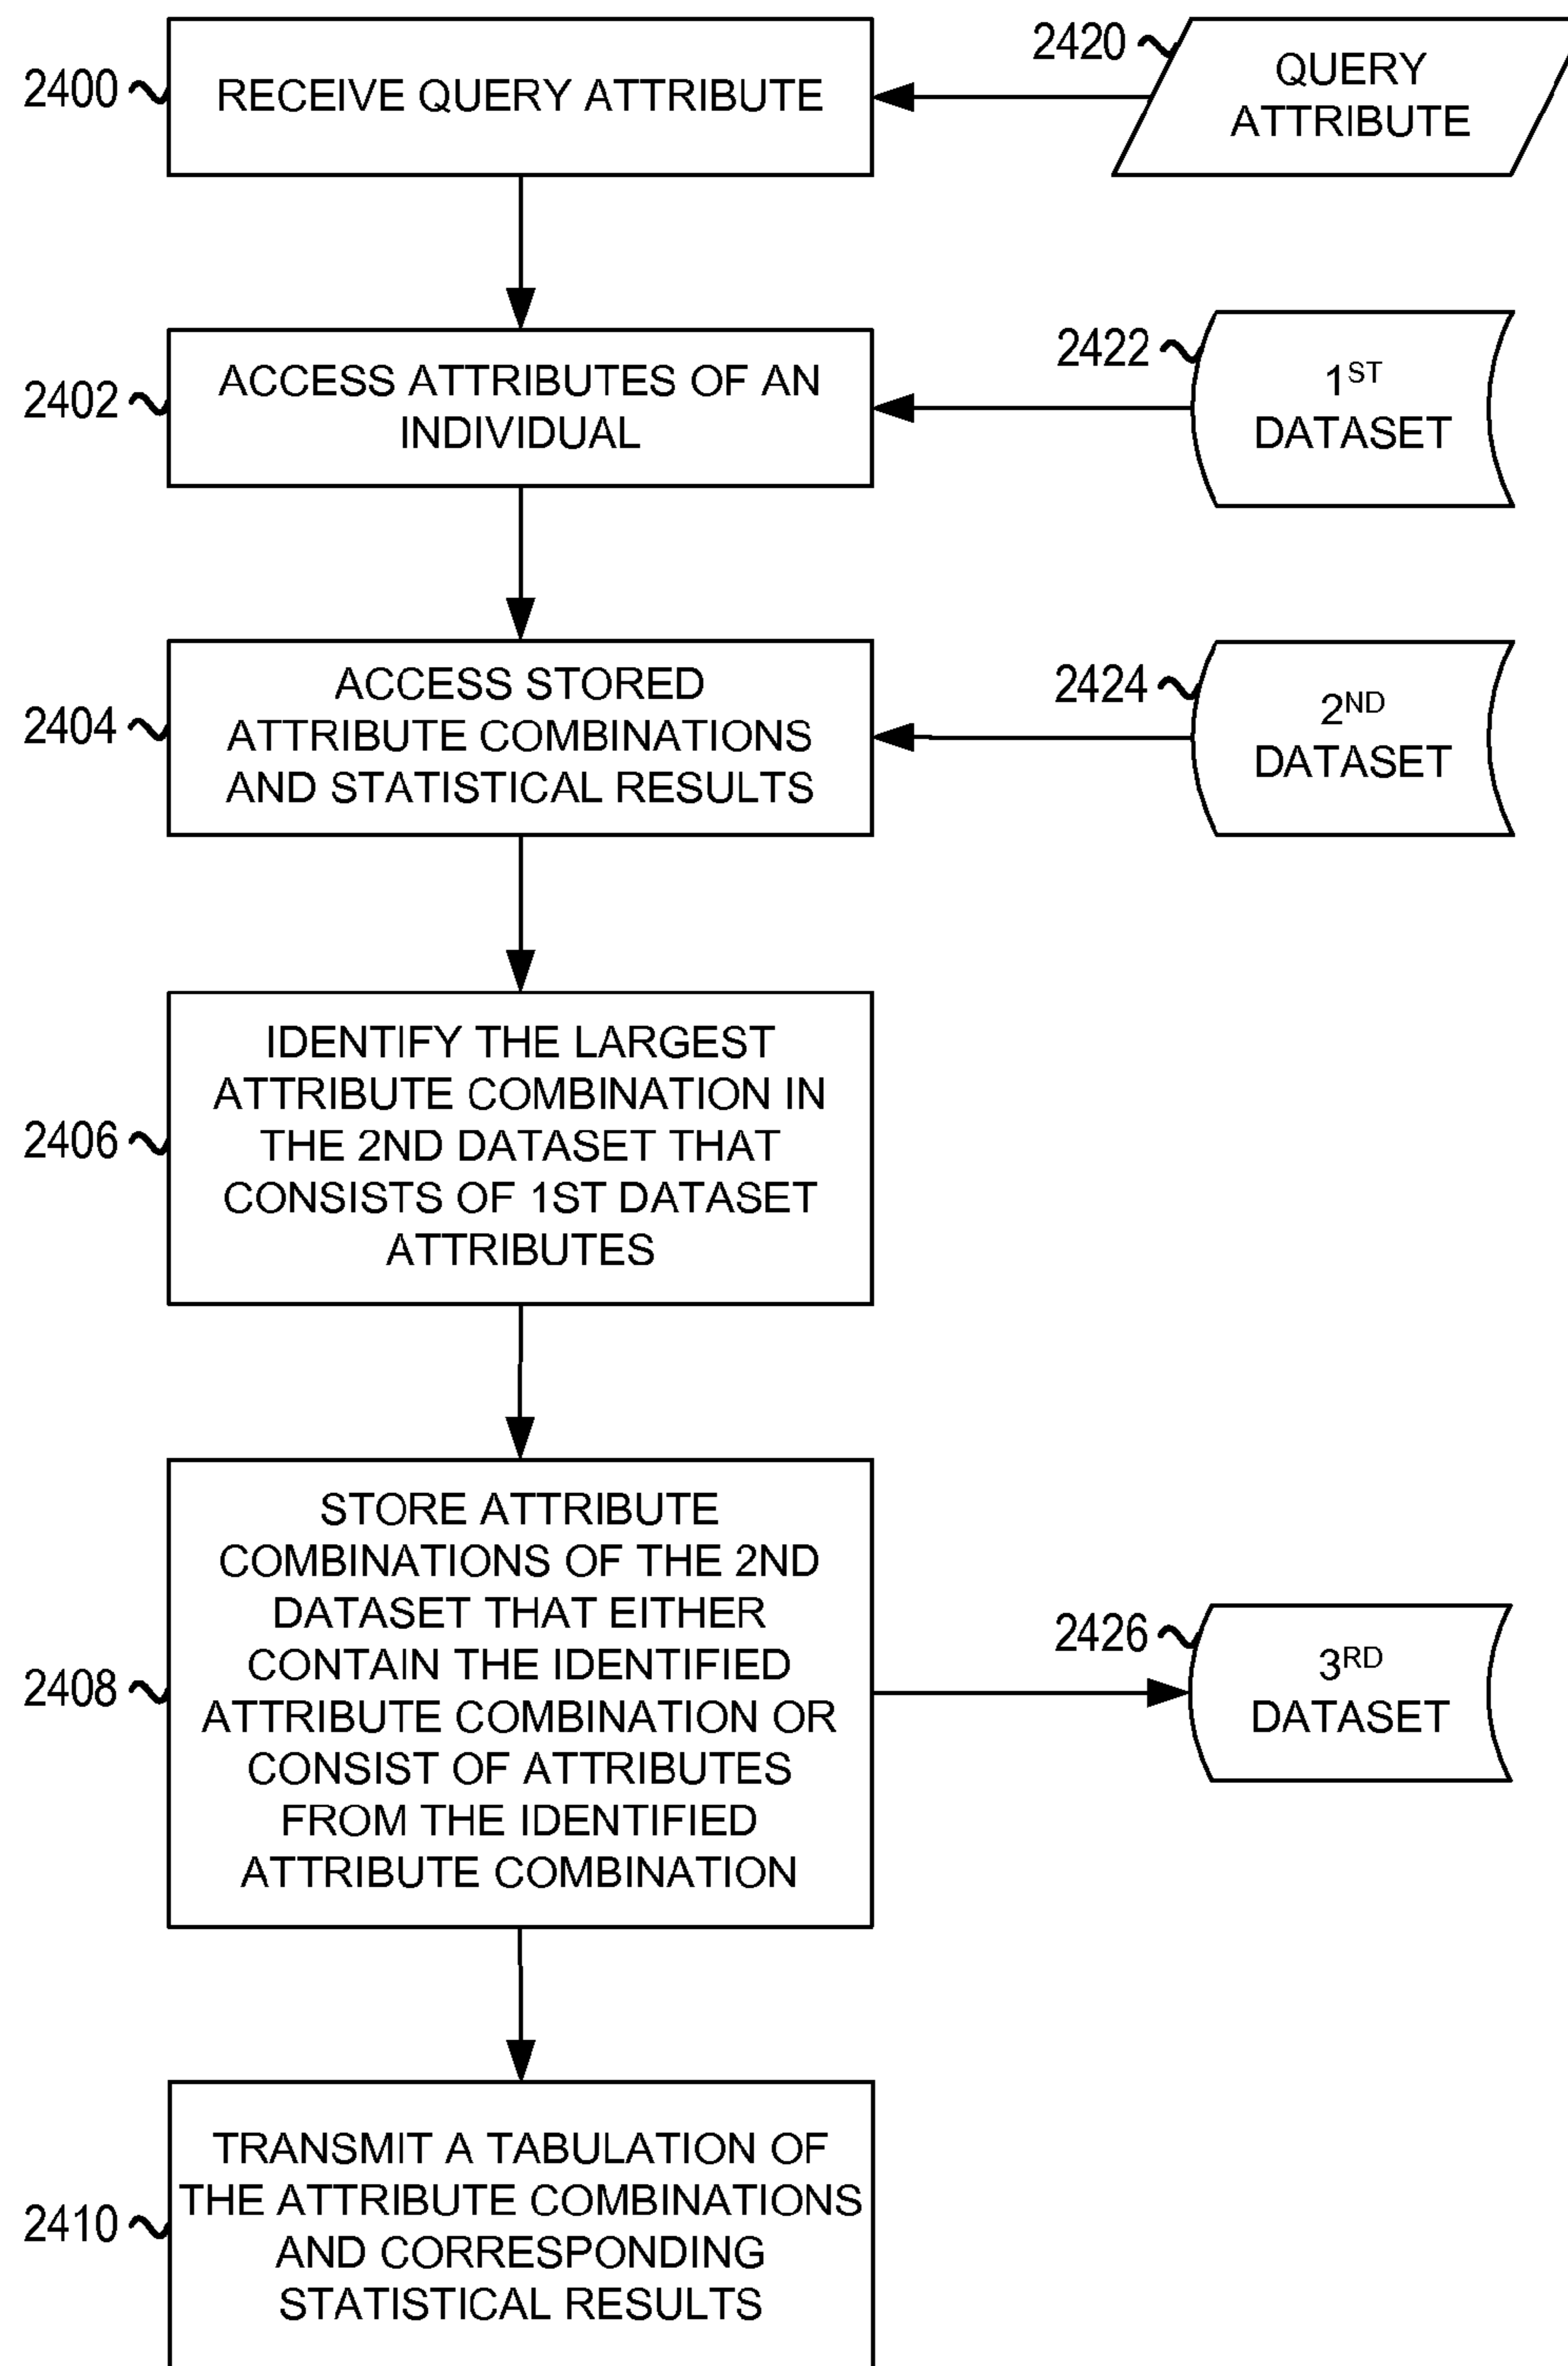 2400
RECEIVE QUERY ATTRIBUTE
2420
QUERY
ATTRIBUTE
2402
ACCESS ATTRIBUTES OF AN
INDIVIDUAL
2422
1ST
DATASET
2404
ACCESS STORED
ATTRIBUTE COMBINATIONS
AND STATISTICAL RESULTS
2424
2ND
DATASET
2406
IDENTIFY THE LARGEST
ATTRIBUTE COMBINATION IN
THE 2ND DATASET THAT
CONSISTS OF 1ST DATASET
ATTRIBUTES
2408
STORE ATTRIBUTE
COMBINATIONS OF THE 2ND
DATASET THAT EITHER
CONTAIN THE IDENTIFIED
ATTRIBUTE COMBINATION OR
CONSIST OF ATTRIBUTES
FROM THE IDENTIFIED
ATTRIBUTE COMBINATION
2426
3RD
DATASET
2410
TRANSMIT A TABULATION OF
THE ATTRIBUTE COMBINATIONS
AND CORRESPONDING
STATISTICAL RESULTS